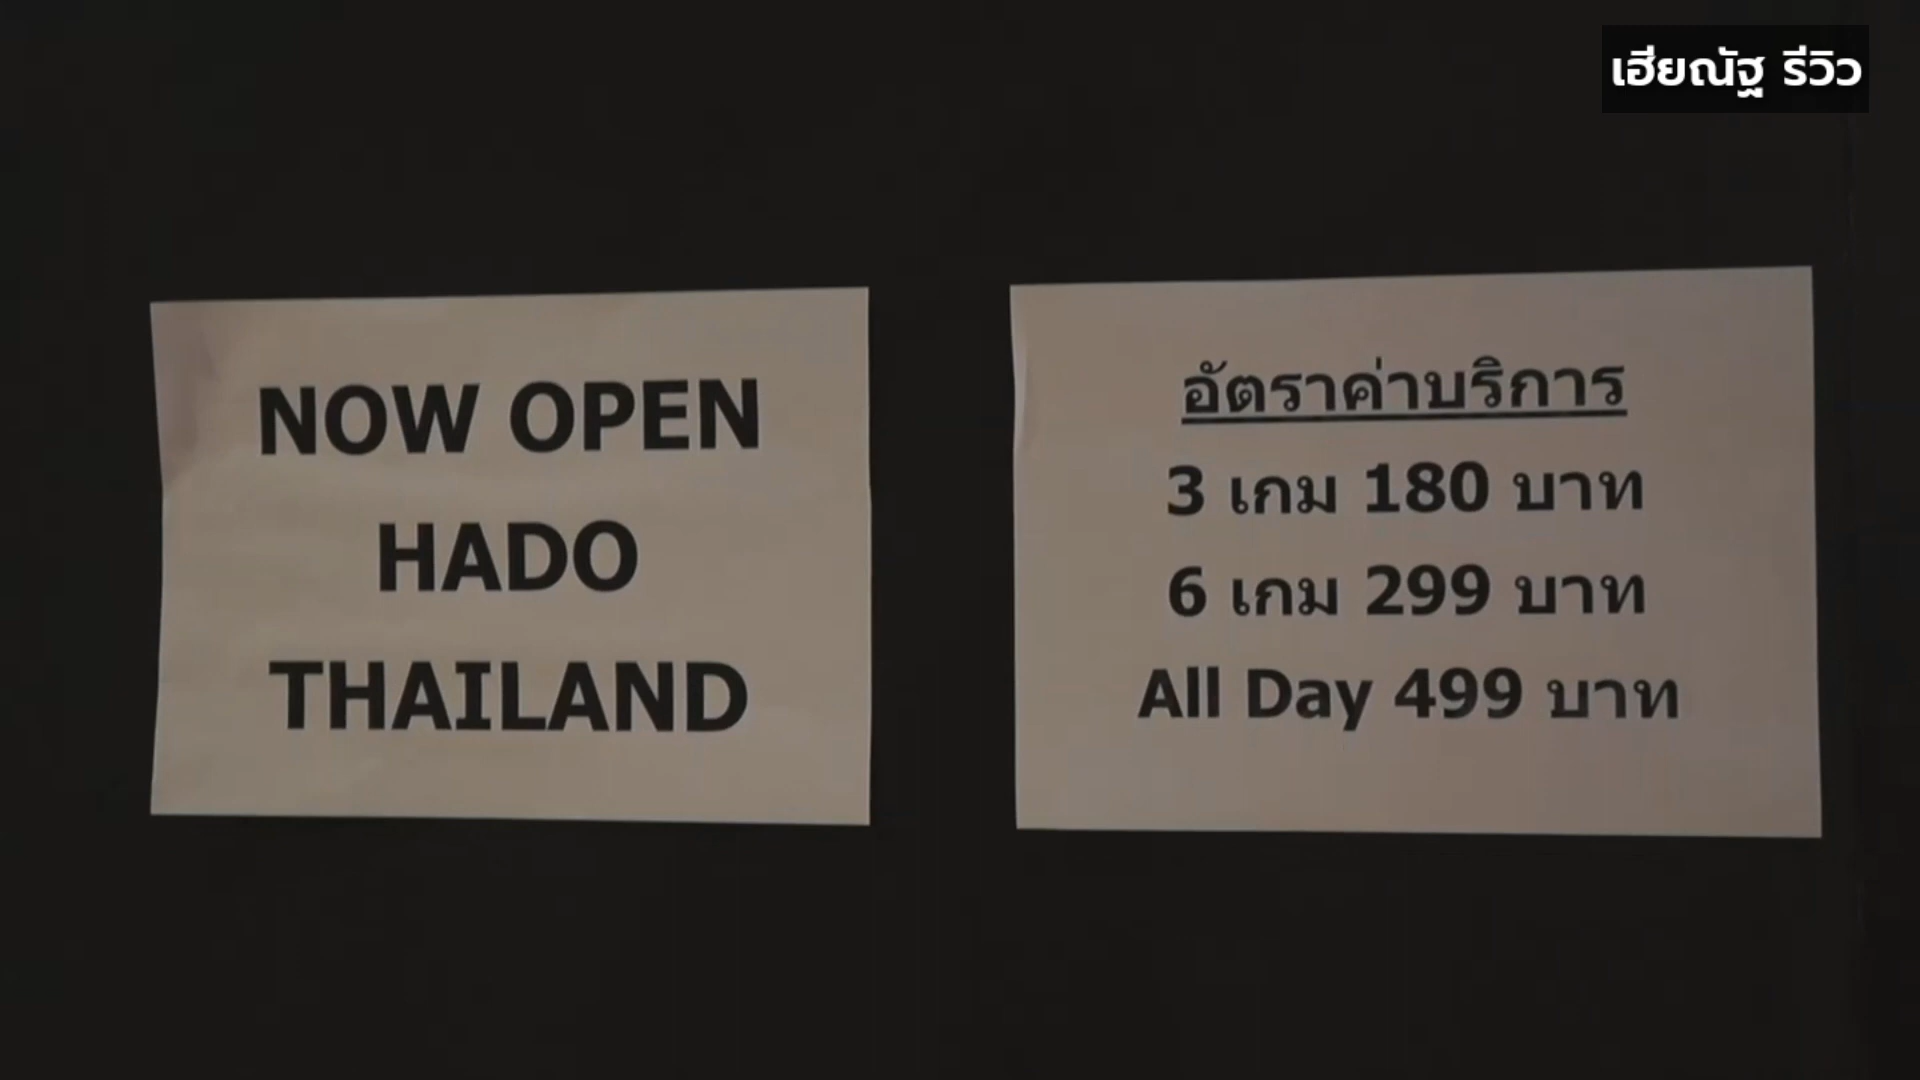 เฮียณัฐ รีวิว
NOW OPEN
HADO
THAILAND
อัตราค่าบริการ
3 เกม 180 บาท
6 เกม 299 บาท
All Day 499 บาท